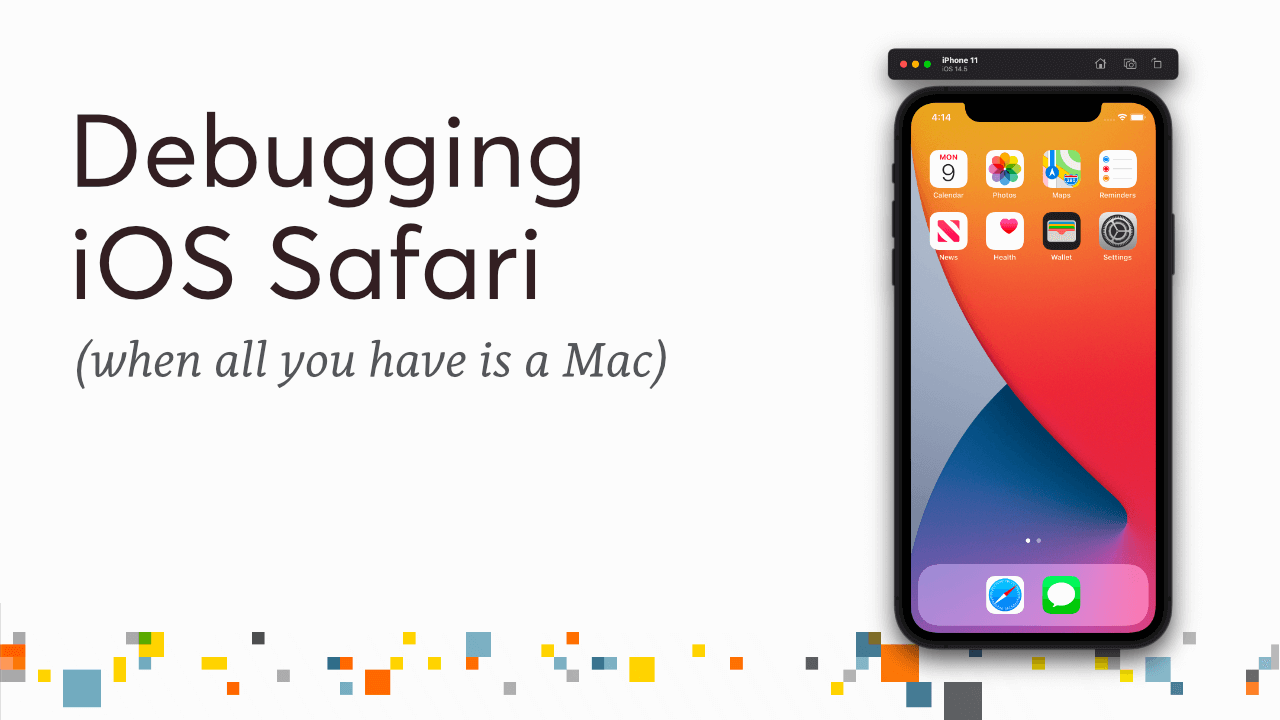 Debugging
iOS Safari
(when all you have is a Mac)
iPhone 11
iOS 14.5
4:14
MON
9
Calendar
Photos
Maps
Reminders
News
Health
Wallet
Settings